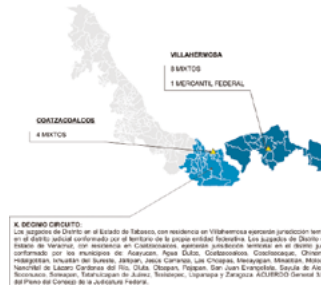 VILLAHERMOSA
8 MIXTOS
1 MERCANTIL FEDERAL
COATZACOALCOS
4 MIXTOS
X. DECIMO CIRCUITO:
Los juzgados de Distrito en el Estado de Tabasco, con residencia en Villahermosa ejercerán jurisdicción
en el distrito judicial conformado por el territorio de la propia entidad federativa. Los juzgados de Distrito
Estado de Veracruz, con residencia en Coatzacoalcos, ejercerán jurisdicción territorial en el distrito
conformado por los municipios de Acayucan, Agua Dulce, Coatzacoalcos, Cosoleacaque,
Hidalgotitlán, Ixhuatlán del Sureste, Jáltipan, Jesús Carranza, Las Choapas, Mecayapan, Minatitlán,
Nanchital de Lázaro Cárdenas del Río, Oluta, Oteapan, Pajapan, San Juan Evangelista, Sayula de
Soconusco, Soteapan, Tatahuicapan de Juárez, Texistepec, Uxpanapa y Zaragoza. ACUERDO General
del Pleno del Consejo de la Judicatura Federal.